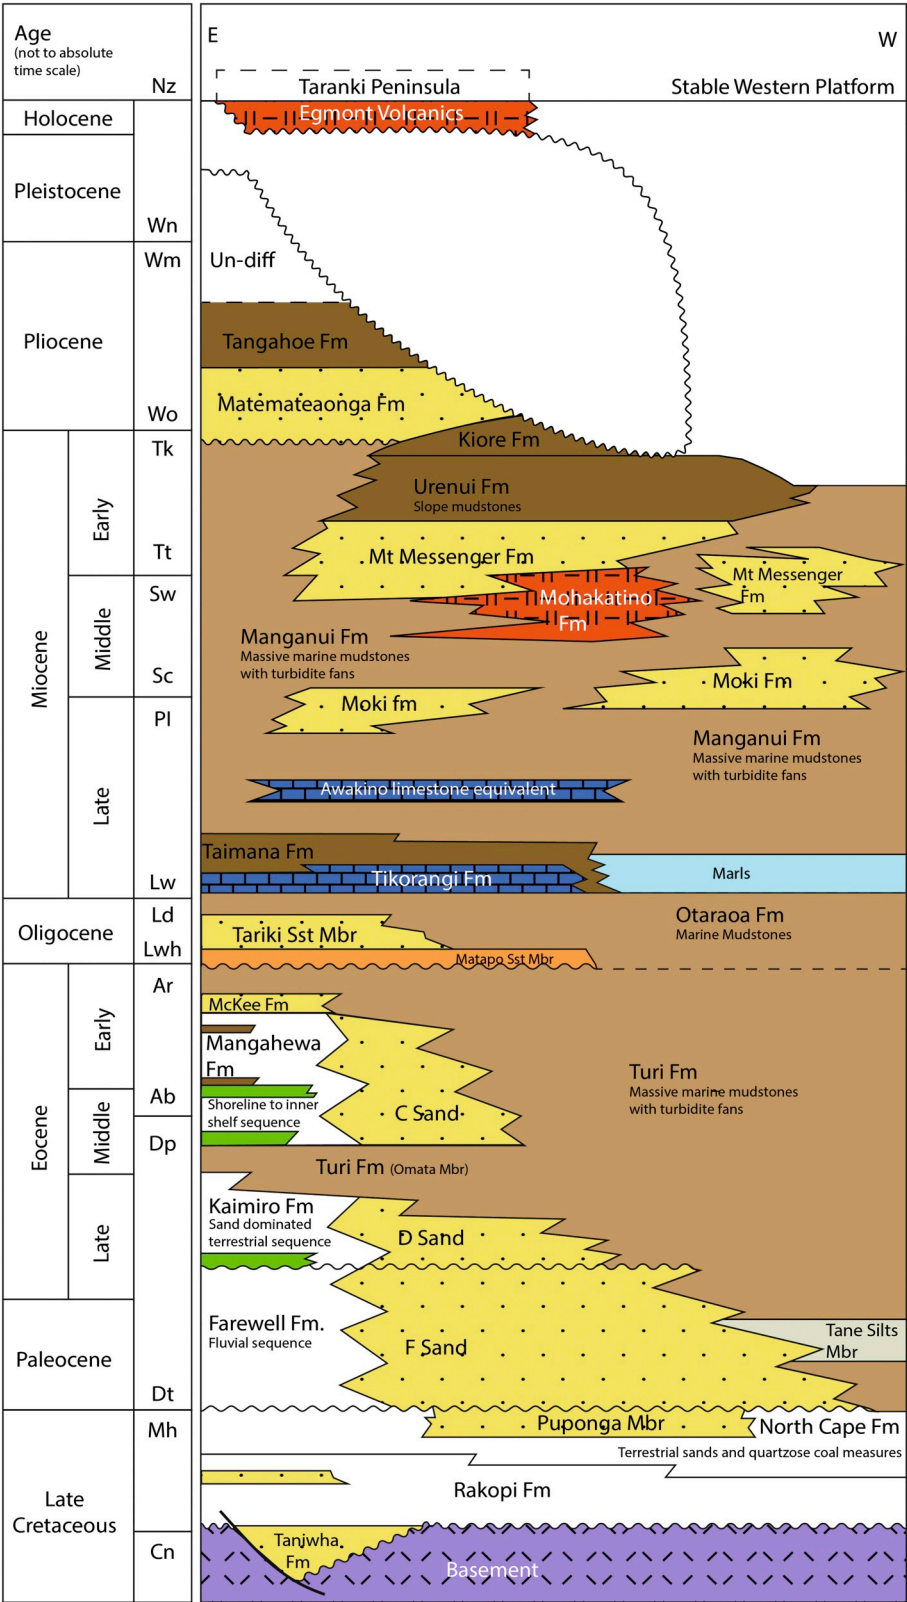 Age
(not to absolute
time scale)
Nz
E
W
Taranki Peninsula
Stable Western Platform
Holocene
Egmont Volcanics
Pleistocene
Wn
Wm
Un-diff
Pliocene
Tangahoe Fm
Matemateaonga Fm
Wo
Tk
Kiore Fm
Urenui Fm
Slope mudstones
Early
Mt Messenger Fm
Tt
Mt Messenger
Fm
Sw
Mohakatino
Fm
Miocene
Middle
Manganui Fm
Massive marine mudstones
with turbidite fans
Sc
Moki Fm
Moki fm
Pl
Manganui Fm
Massive marine mudstones
with turbidite fans
Late
Awakino limestone equivalent
Taimana Fm
Tikorangi Fm
Marls
Lw
Ld
Otaraoa Fm
Marine Mudstones
Oligocene
Tariki Sst Mbr
Lwh
Matapo Sst Mbr
Ar
McKee Fm
Early
Mangahewa
Fm
Turi Fm
Massive marine mudstones
with turbidite fans
Ab
Shoreline to inner
shelf sequence
C Sand
Eocene
Middle
Dp
Turi Fm (Omata Mbr)
Kaimiro Fm
Sand dominated
terrestrial sequence
D Sand
Late
Farewell Fm.
Fluvial sequence
F Sand
Tane Silts
Mbr
Paleocene
Dt
Mh
Puponga Mbr
North Cape Fm
Terrestrial sands and quartzose coal measures
Rakopi Fm
Late
Cretaceous
Taniwha
Fm
Cn
Basement